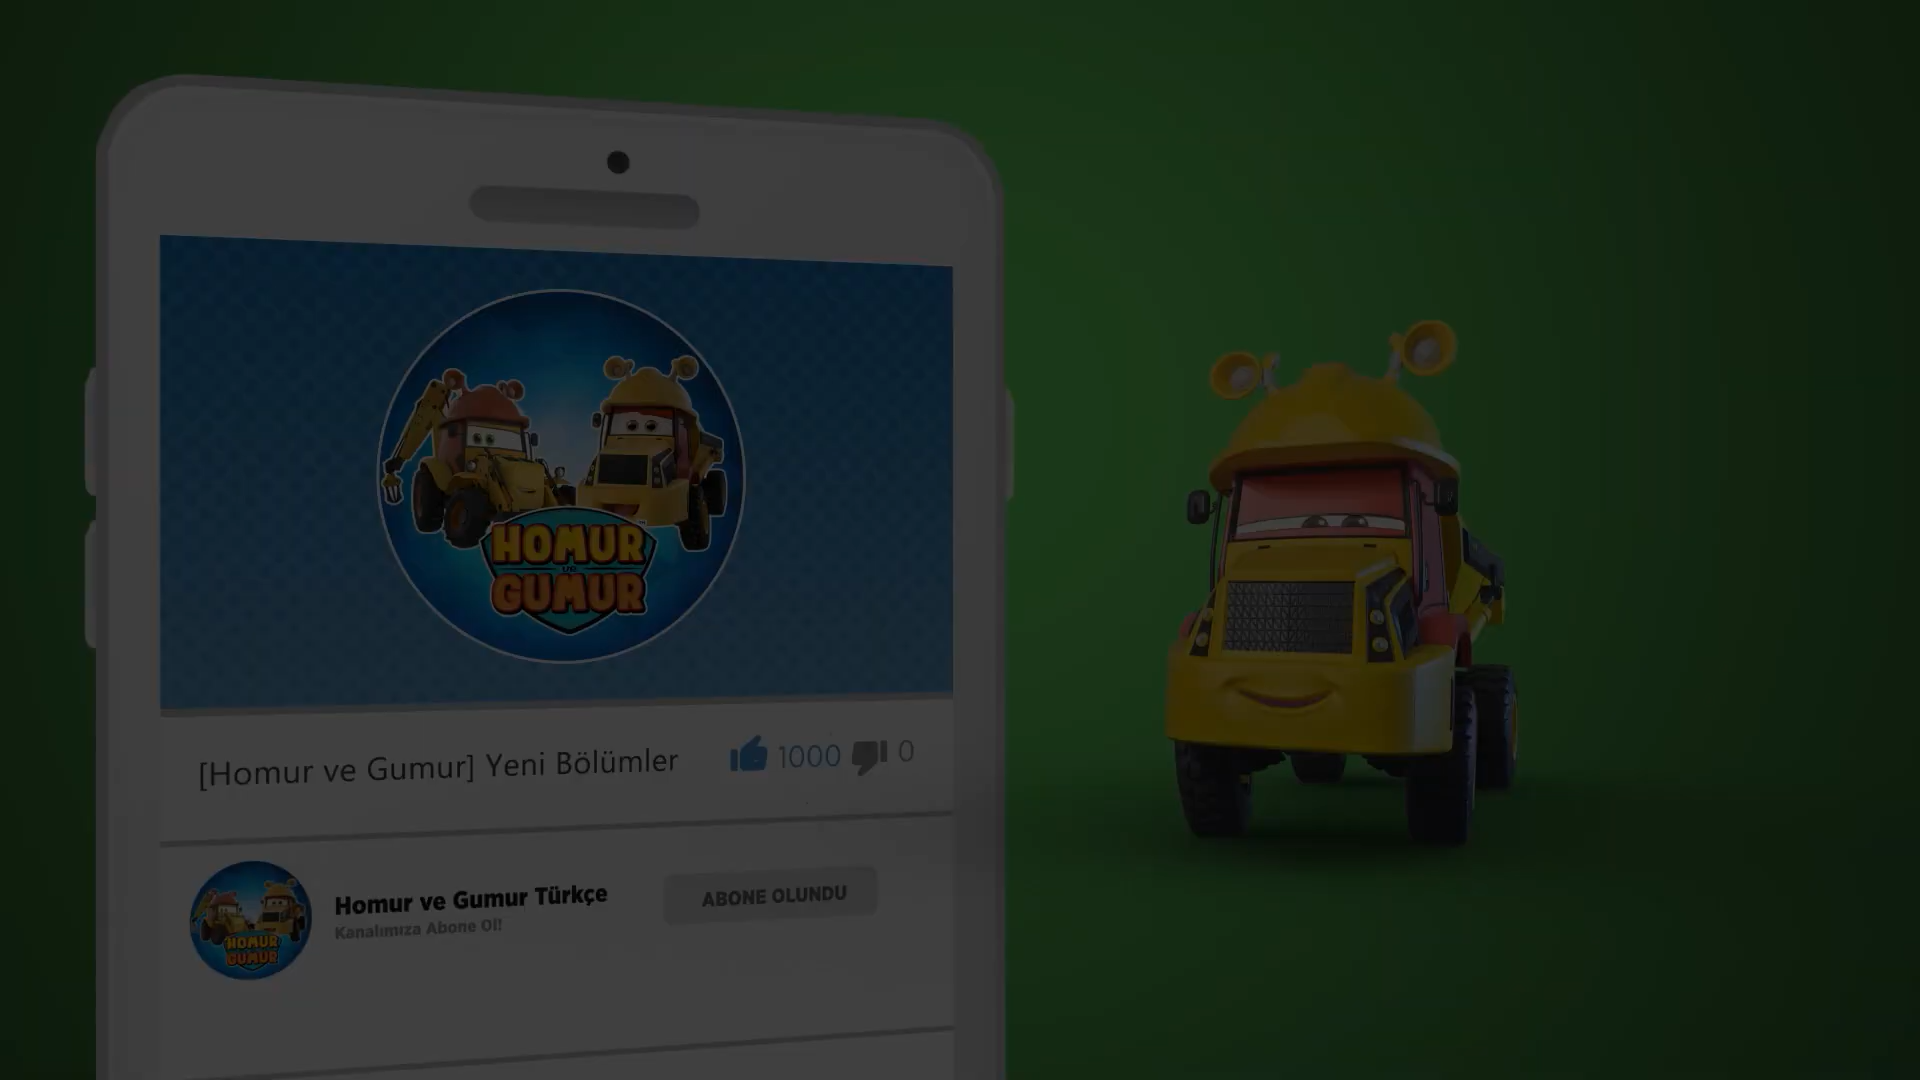 HOMUR
ve
GUMUR
[Homur ve Gumur] Yeni Bölümler
1000
0
Homur ve Gumur Türkçe
Kanalımıza Abone Ol!
ABONE OLUNDU
HOMUR
GUMUR